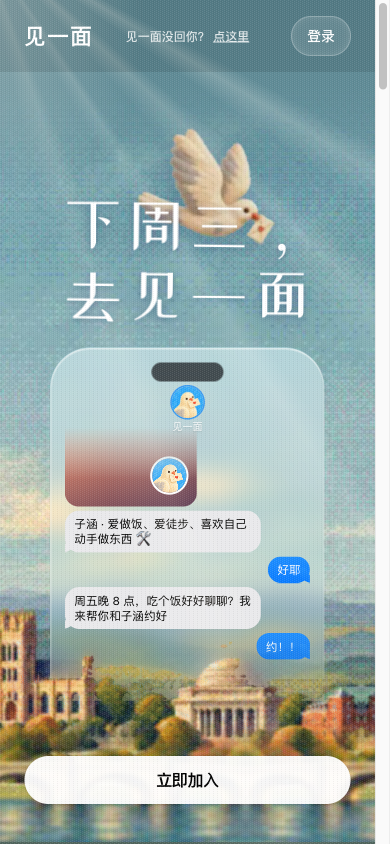 见一面
见一面没回你？ 点这里
登录
下周三，
去见一面
见一面
子涵 · 爱做饭、爱徒步、喜欢自己
动手做东西 🛠️
好耶
周五晚 8 点，吃个饭好好聊聊？我
来帮你和子涵约好
约！！
立即加入